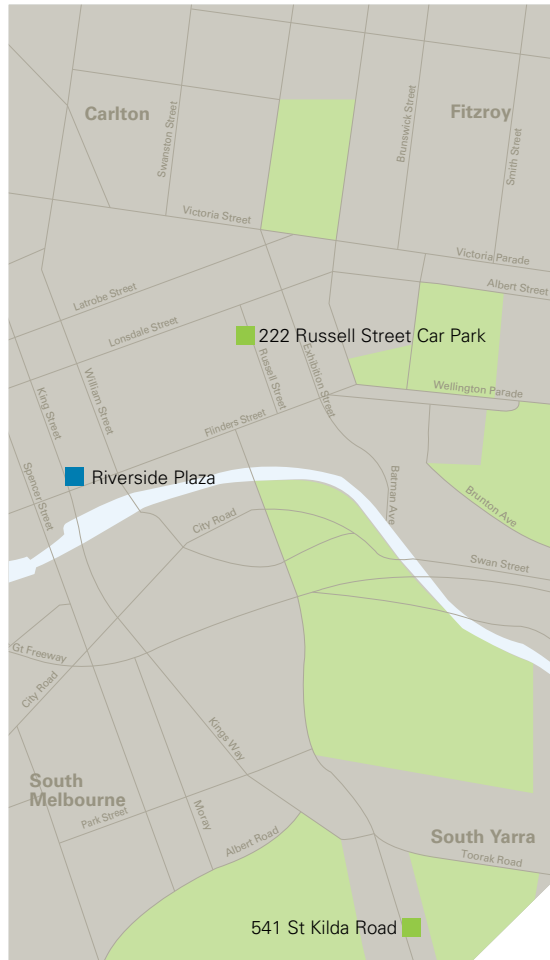 Carlton
Fitzroy
Swanston Street
Brunswick Street
Smith Street
Victoria Street
Victoria Parade
Albert Street
Latrobe Street
Lonsdale Street
222 Russell Street Car Park
Exhibition Street
Russell Street
William Street
King Street
Wellington Parade
Flinders Street
Spencer Street
Riverside Plaza
Batman Ave
Brunton Ave
City Road
Swan Street
Gt Freeway
City Road
Kings Way
South
Melbourne
Park Street
Moray
Albert Road
South Yarra
Toorak Road
541 St Kilda Road